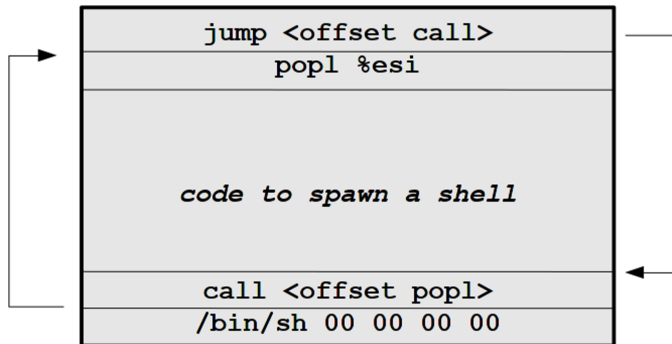 jump <offset call>
popl %esi
code to spawn a shell
call <offset popl>
/bin/sh 00 00 00 00